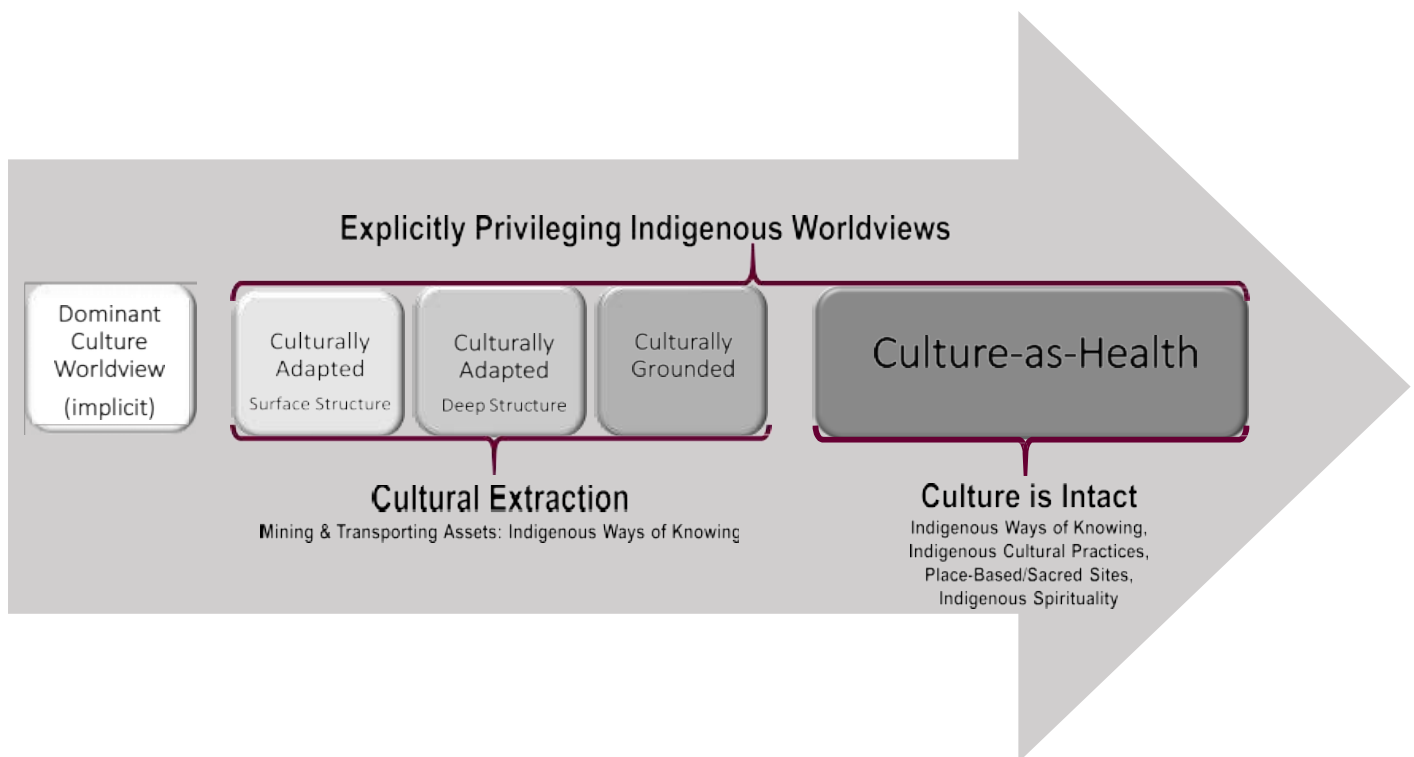 Explicitly Privileging Indigenous Worldviews
Dominant
Culture
Worldview
(implicit)
Culturally
Adapted
Surface Structure
Culturally
Adapted
Deep Structure
Culturally
Grounded
Culture-as-Health
Cultural Extraction
Mining & Transporting Assets: Indigenous Ways of Knowing
Culture is Intact
Indigenous Ways of Knowing,
Indigenous Cultural Practices,
Place-Based/Sacred Sites,
Indigenous Spirituality